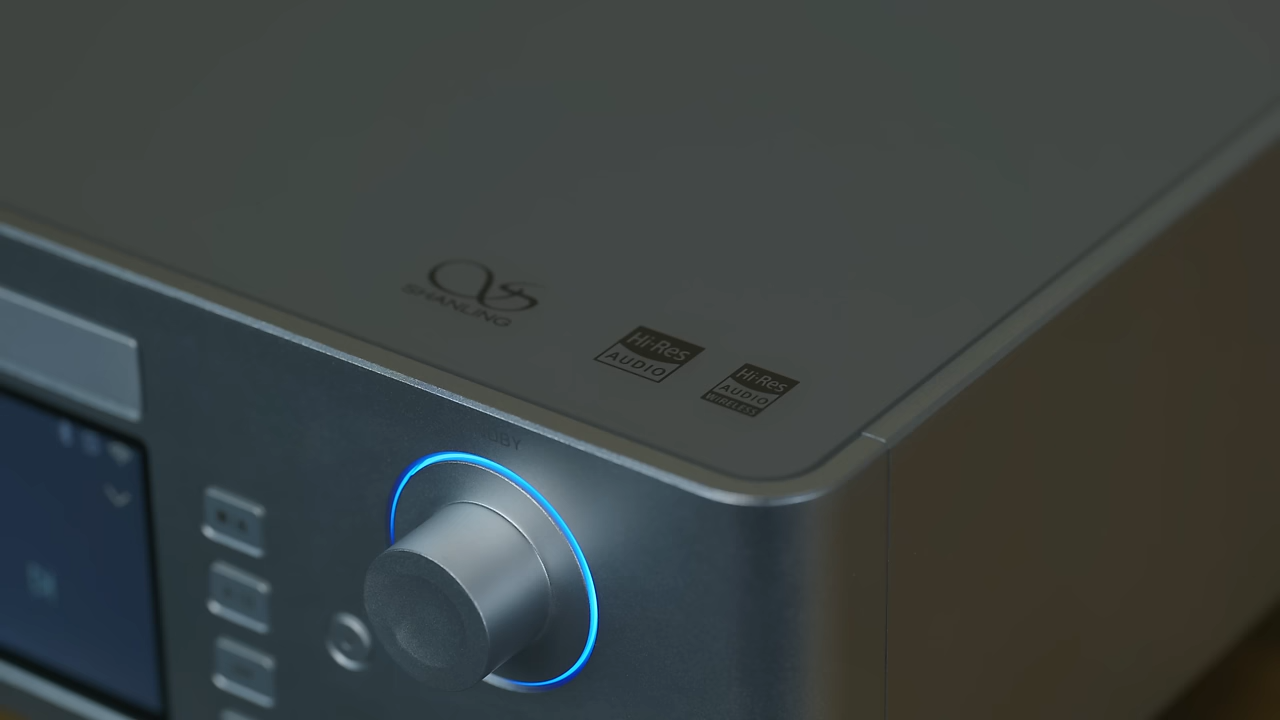 SHANLING
Hi-Res
AUDIO
Hi-Res
AUDIO
WIRELESS